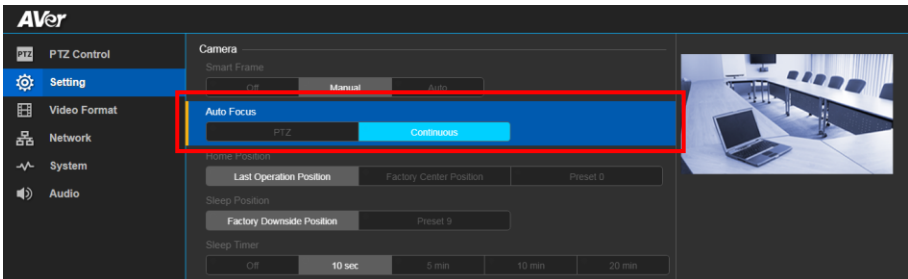 AVer
PTZ PTZ Control
Setting
Video Format
Network
System
Audio
Camera
Smart Frame
Off Manual Auto
Auto Focus
PTZ Continuous
Home Position
Last Operation Position Factory Center Position Preset 0
Sleep Position
Factory Downside Position Preset 9
Sleep Timer
Off 10 sec 5 min 10 min 20 min